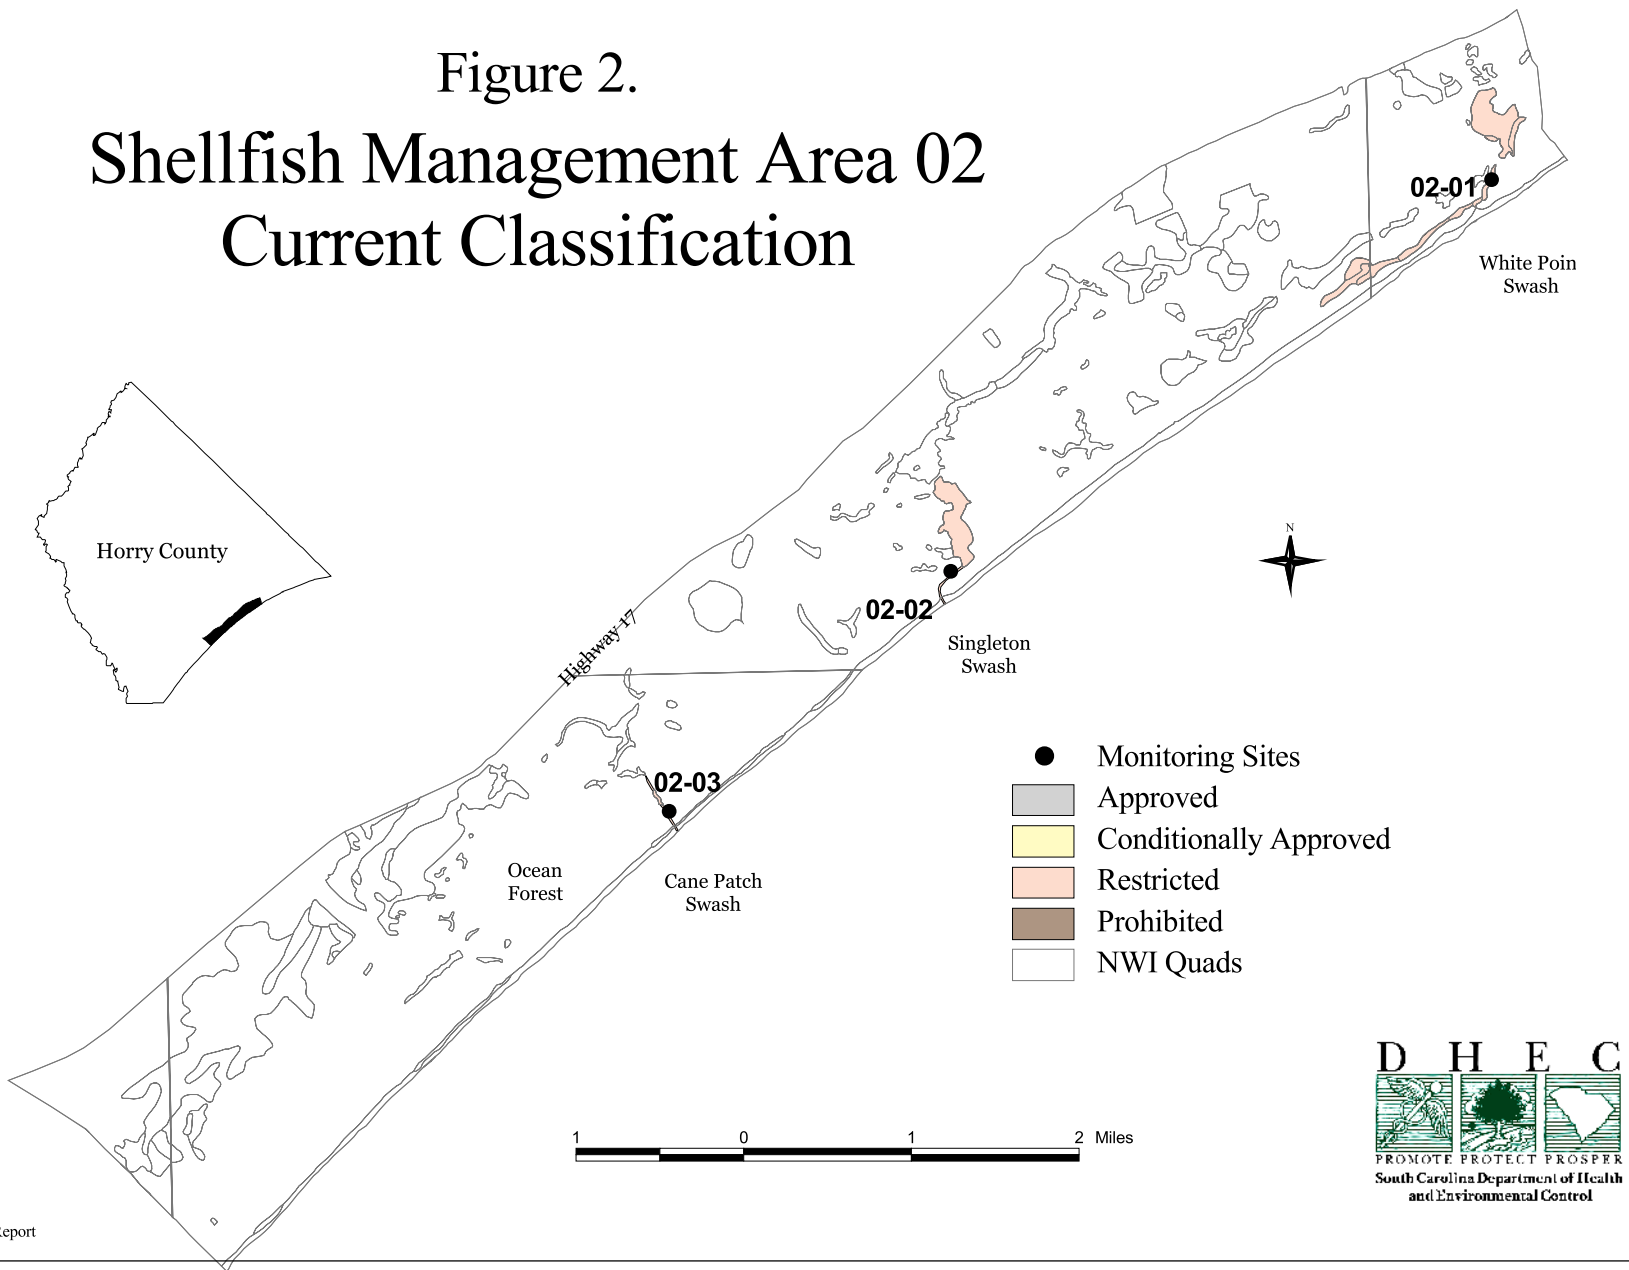 Figure 2.
Shellfish Management Area 02
Current Classification
02-01
White Poin
Swash
Horry County
N
02-02
Highway 17
Singleton
Swash
02-03
Monitoring Sites
Approved
Conditionally Approved
Restricted
Prohibited
NWI Quads
Ocean
Forest
Cane Patch
Swash
1 0 1 2 Miles
D H E C
PROMOTE PROTECT PROSPER
South Carolina Department of Health
and Environmental Control
Report